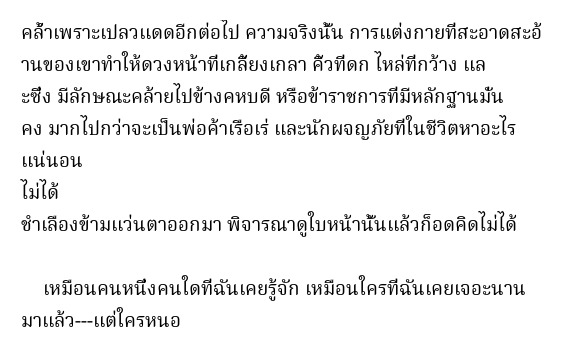 คล้ำเพราะเปลวแดดอีกต่อไป ความจริงนั้น การแต่งกายที่สะอาดสะอ้
านของเขาทำให้ดวงหน้าที่เกลี้ยงเกลา คิ้วที่ดก ไหล่ที่กว้าง แล
ะซึ่ง มีลักษณะคล้ายไปข้างคหบดี หรือข้าราชการที่มีหลักฐานมั่น
คง มากไปกว่าจะเป็นพ่อค้าเรือเร่ และนักผจญภัยที่ในชีวิตหาอะไร
แน่นอน
ไม่ได้
ชำเลืองข้ามแว่นตาออกมา พิจารณาดูใบหน้านั้นแล้วก็อดคิดไม่ได้
เหมือนคนหนึ่งคนใดที่ฉันเคยรู้จัก เหมือนใครที่ฉันเคยเจอะนาน
มาแล้ว---แต่ใครหนอ